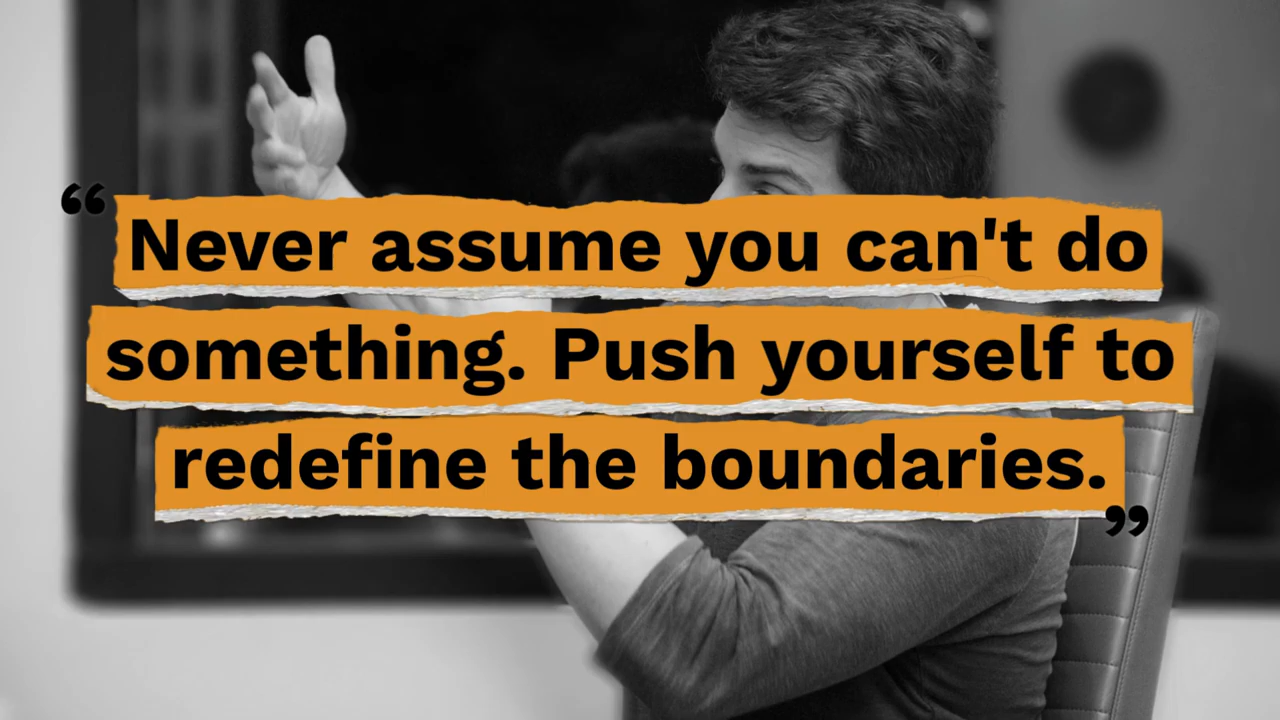 “Never assume you can't do
something. Push yourself to
redefine the boundaries.”